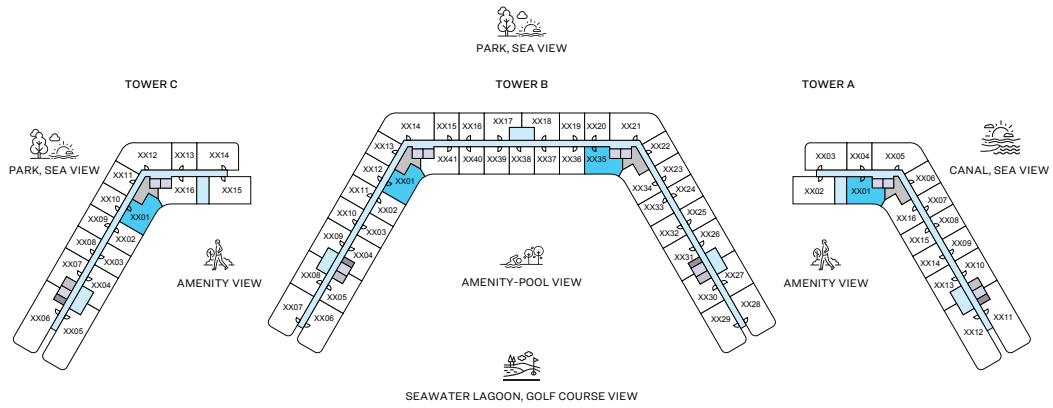 PARK, SEA VIEW
TOWER C
TOWER B
TOWER A
PARK, SEA VIEW
CANAL, SEA VIEW
XX12
XX13
XX14
XX11
XX16
XX15
XX10
XX01
XX09
XX02
XX08
XX03
XX07
XX04
XX06
XX05
AMENITY VIEW
XX14
XX15
XX16
XX17
XX18
XX19
XX20
XX21
XX13
XX41
XX40
XX39
XX38
XX37
XX36
XX35
XX22
XX12
XX01
XX34
XX23
XX11
XX02
XX33
XX24
XX10
XX03
XX32
XX25
XX09
XX04
XX31
XX26
XX08
XX05
XX30
XX27
XX07
XX06
XX29
XX28
AMENITY-POOL VIEW
XX03
XX04
XX05
XX02
XX01
XX06
XX16
XX07
XX15
XX08
XX14
XX09
XX13
XX10
XX12
XX11
AMENITY VIEW
SEAWATER LAGOON, GOLF COURSE VIEW